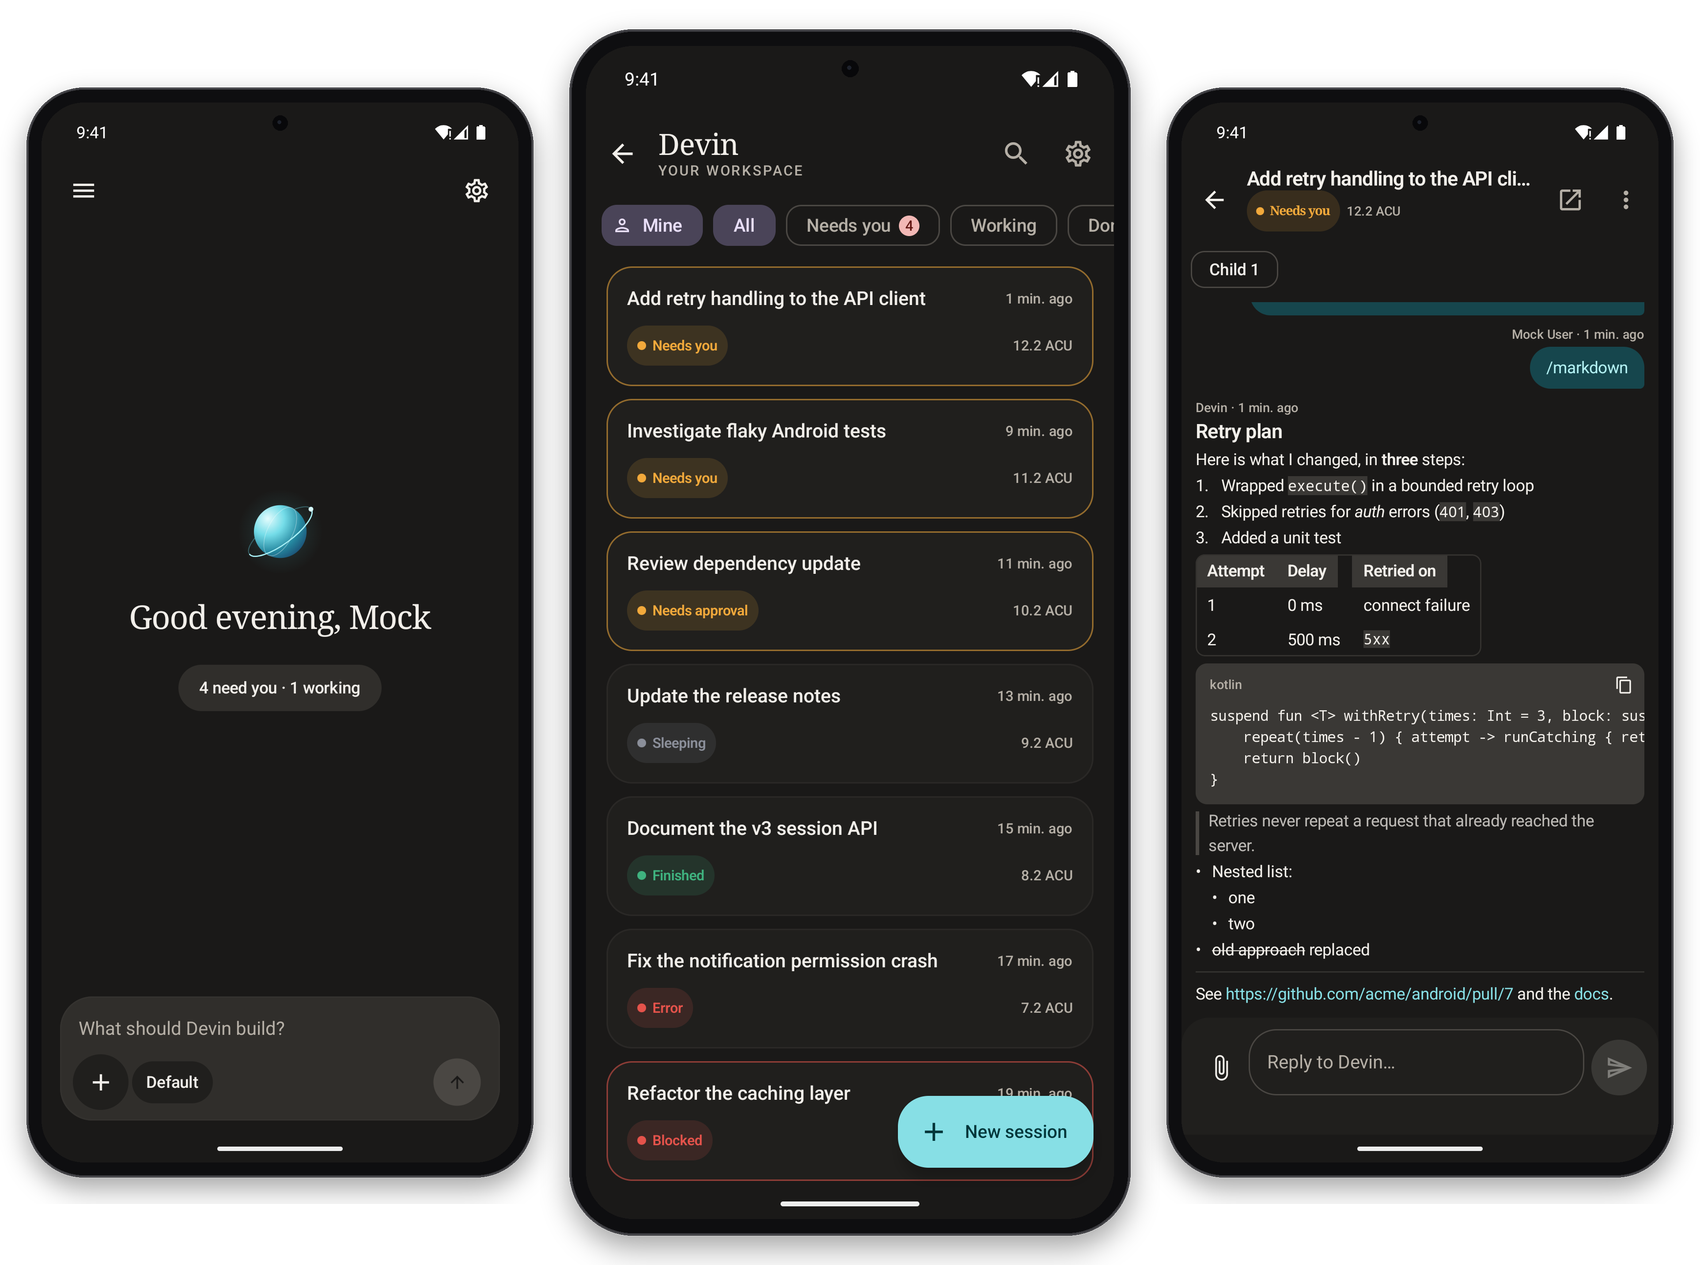 9:41
Good evening, Mock
4 need you · 1 working
What should Devin build?
Default
9:41
Devin
YOUR WORKSPACE
Mine
All
Needs you 4
Working
Don
Add retry handling to the API client
1 min. ago
Needs you
12.2 ACU
Investigate flaky Android tests
9 min. ago
Needs you
11.2 ACU
Review dependency update
11 min. ago
Needs approval
10.2 ACU
Update the release notes
13 min. ago
Sleeping
9.2 ACU
Document the v3 session API
15 min. ago
Finished
8.2 ACU
Fix the notification permission crash
17 min. ago
Error
7.2 ACU
Refactor the caching layer
19 min. ago
Blocked
New session
9:41
Add retry handling to the API cli...
Needs you
12.2 ACU
Child 1
Mock User · 1 min. ago
/markdown
Devin · 1 min. ago
Retry plan
Here is what I changed, in three steps:
1. Wrapped execute() in a bounded retry loop
2. Skipped retries for auth errors (401, 403)
3. Added a unit test
Attempt Delay Retried on
1 0 ms connect failure
2 500 ms 5xx
kotlin
suspend fun <T> withRetry(times: Int = 3, block: sus
repeat(times - 1) { attempt -> runCatching { ret
return block()
}
Retries never repeat a request that already reached the
server.
• Nested list:
• one
• two
• old approach replaced
See https://github.com/acme/android/pull/7 and the docs.
Reply to Devin...